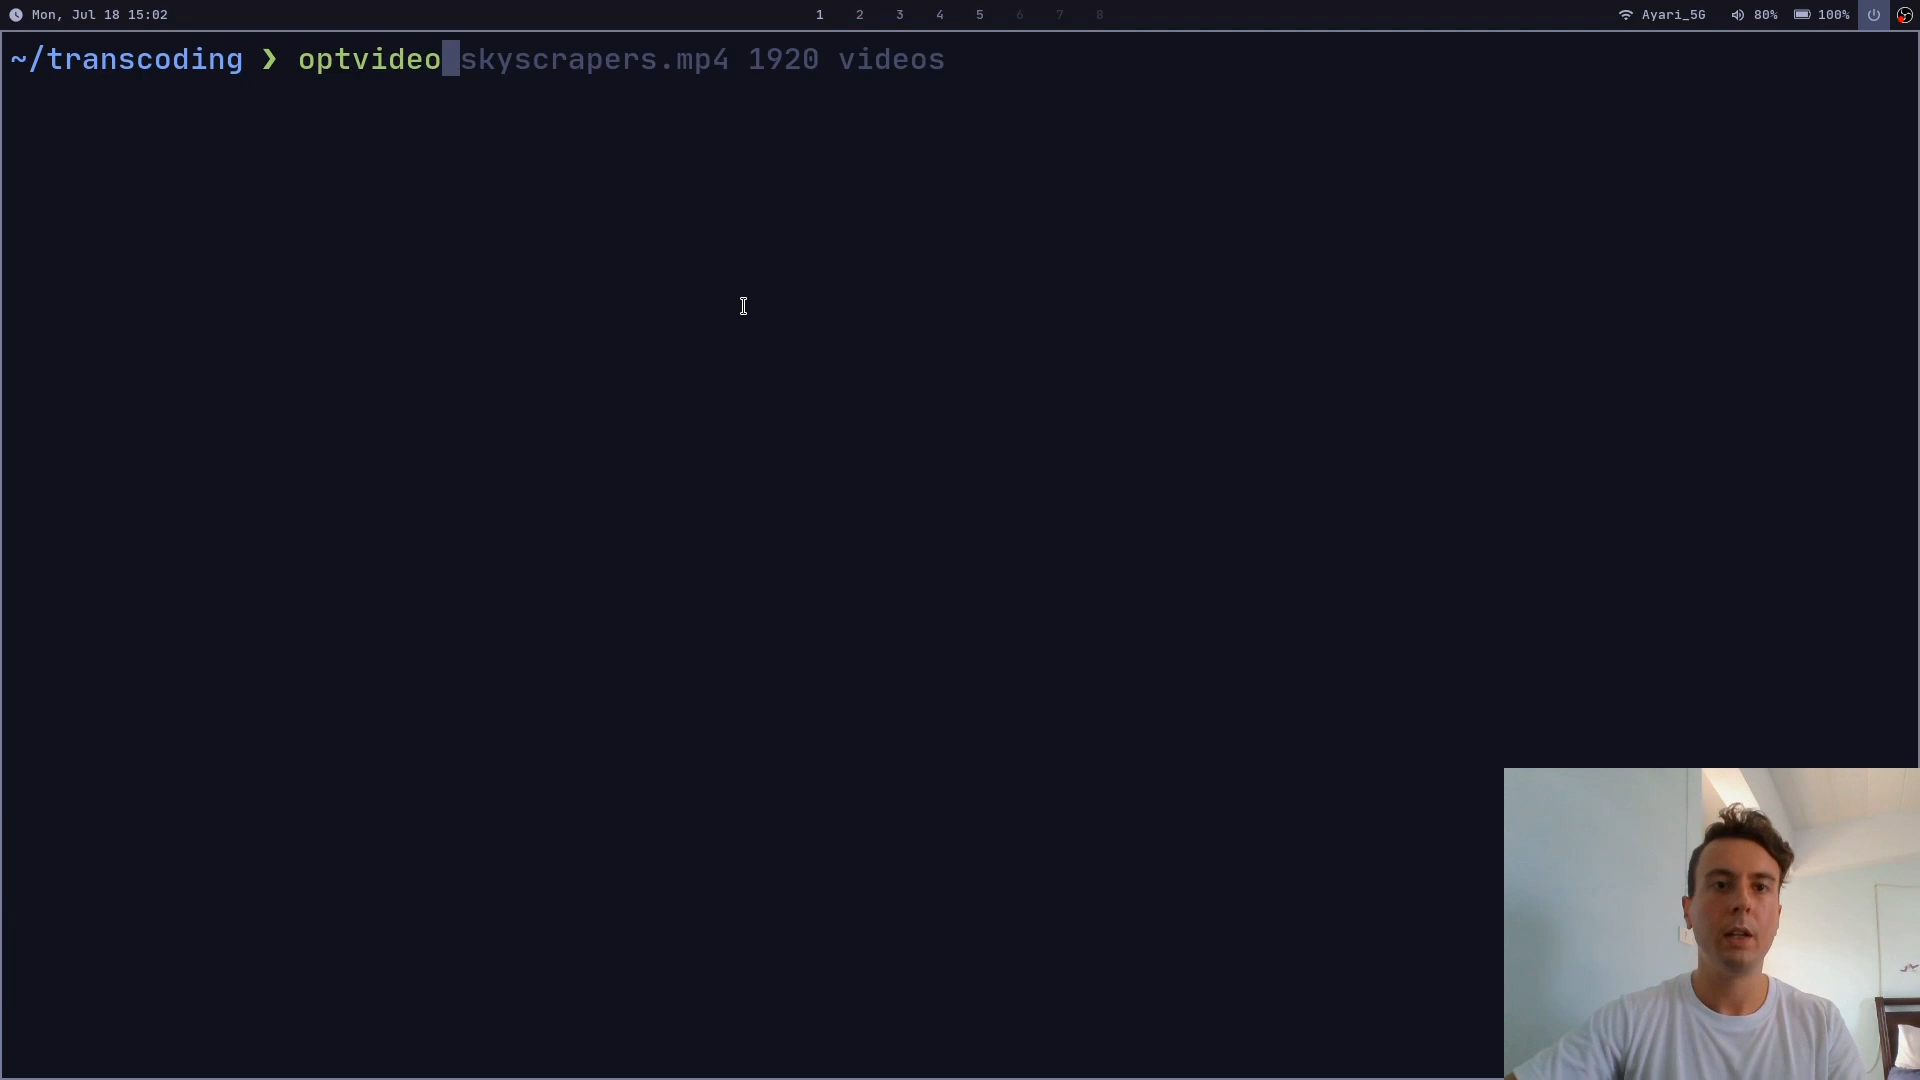 Mon, Jul 18 15:02
1 2 3 4 5 6 7 8
Ayari_5G 80% 100%
~/transcoding ❯ optvideo skyscrapers.mp4 1920 videos